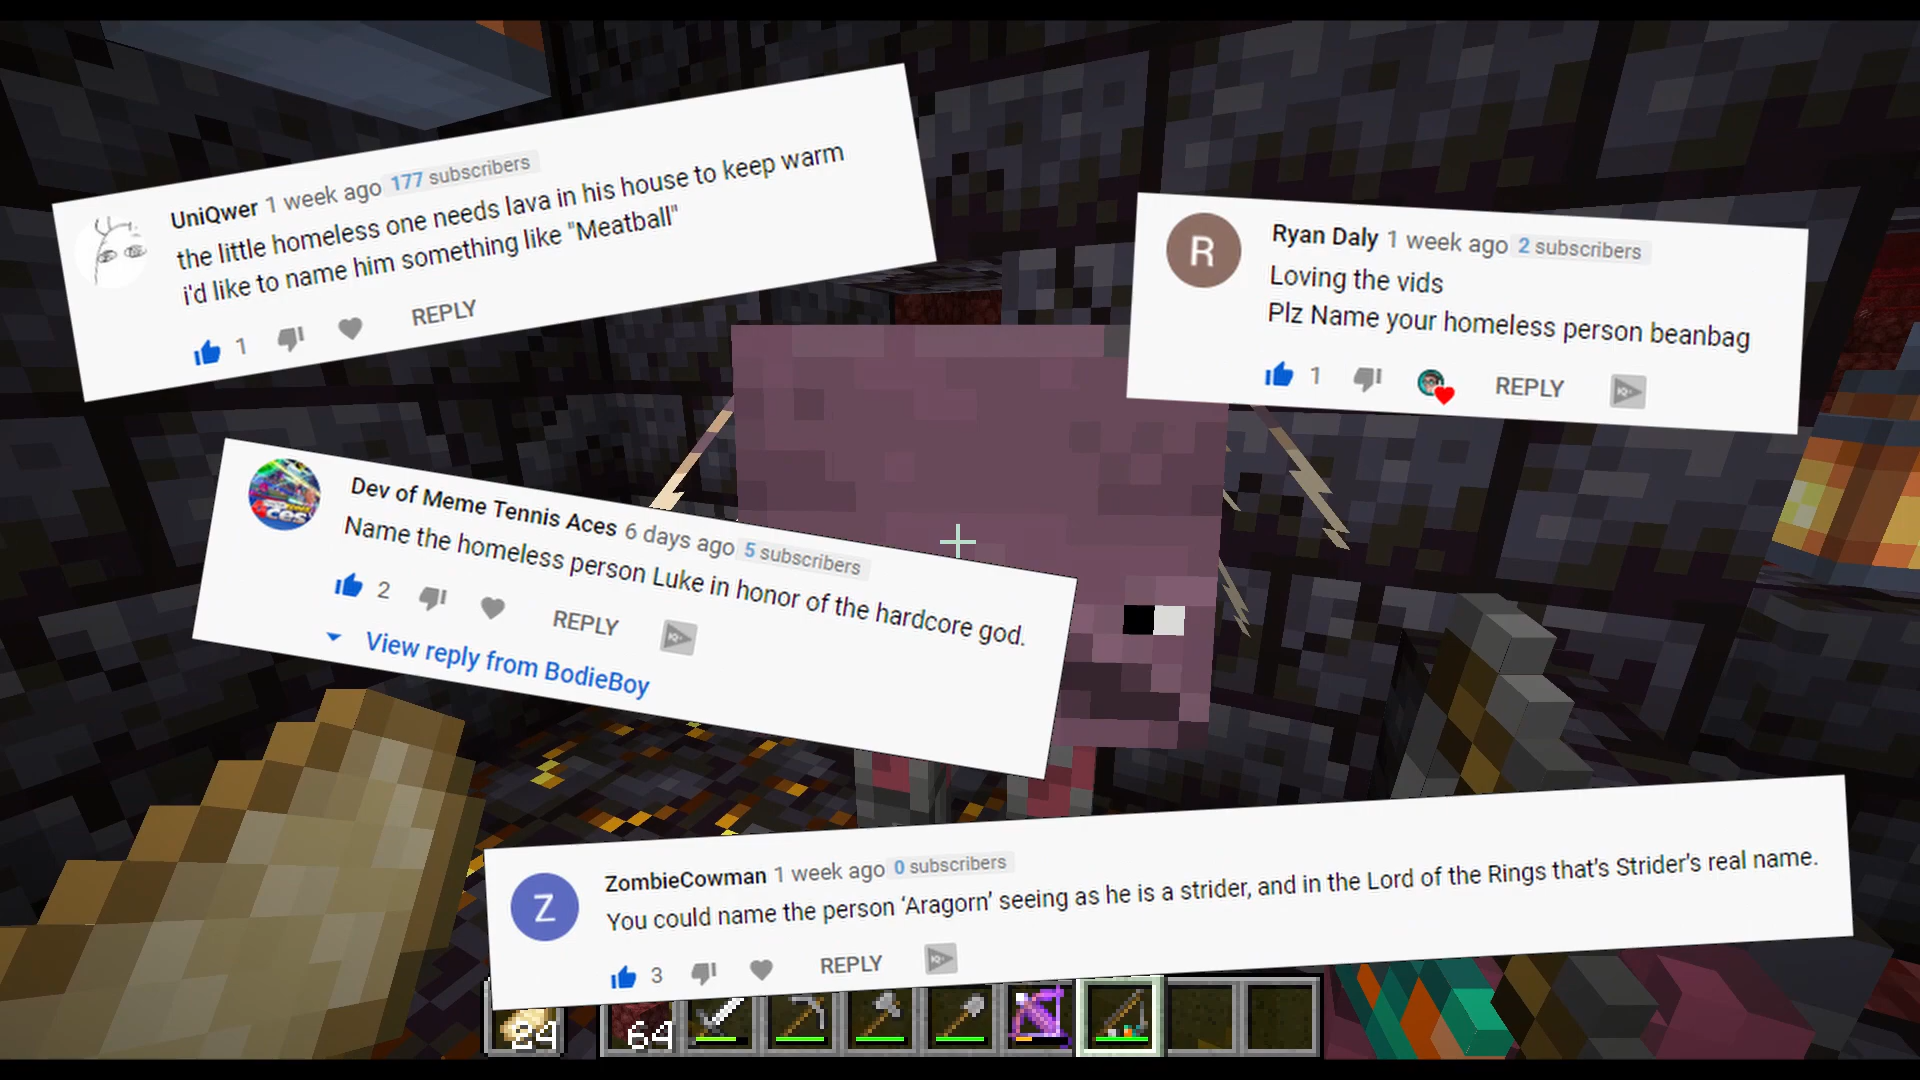 UniQwer 1 week ago 177 subscribers
the little homeless one needs lava in his house to keep warm
i'd like to name him something like "Meatball"
1 REPLY
R
Ryan Daly 1 week ago 2 subscribers
Loving the vids
Plz Name your homeless person beanbag
1 REPLY
Dev of Meme Tennis Aces 6 days ago 5 subscribers
Name the homeless person Luke in honor of the hardcore god.
2 REPLY
View reply from BodieBoy
Z
ZombieCowman 1 week ago 0 subscribers
You could name the person ‘Aragorn’ seeing as he is a strider, and in the Lord of the Rings that’s Strider’s real name.
3 REPLY
24 64